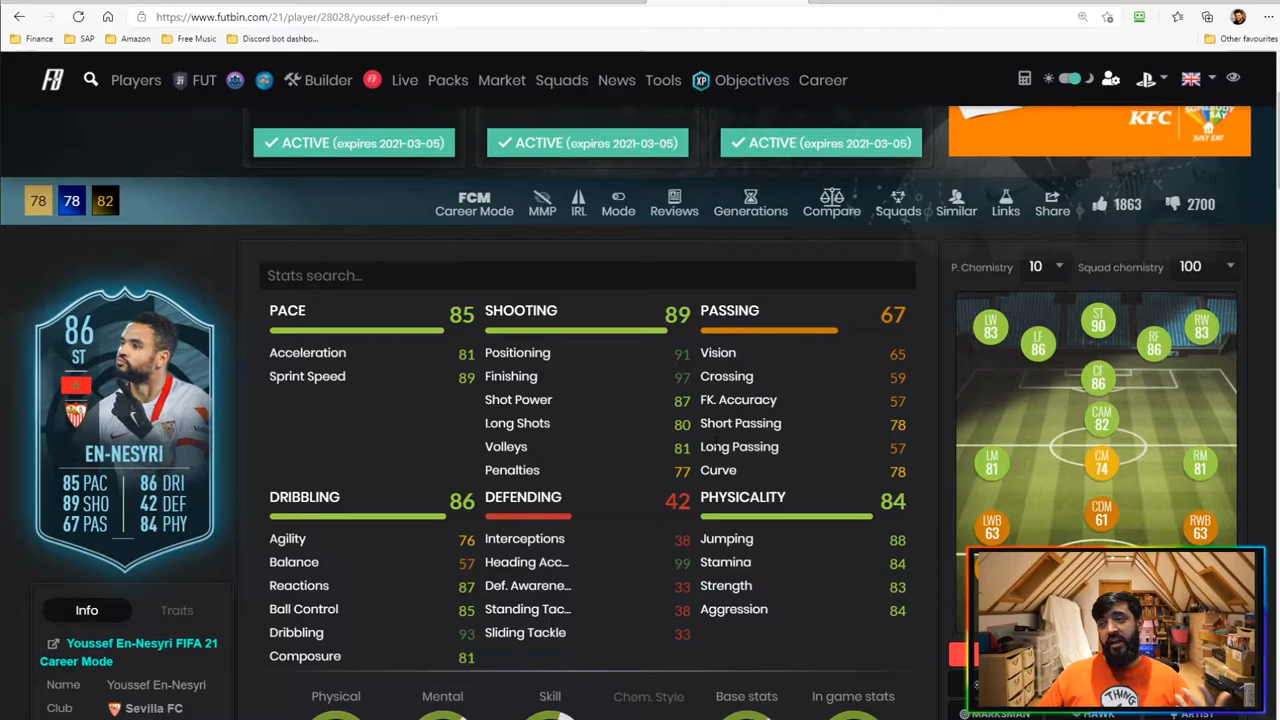 https://www.futbin.com/21/player/28028/youssef-en-nesyri
Finance SAP Amazon Free Music Discord bot dashbo... Other favourites
Players FUT Builder Live Packs Market Squads News Tools XP Objectives Career
ACTIVE (expires 2021-03-05) ACTIVE (expires 2021-03-05) ACTIVE (expires 2021-03-05)
KFC
SOMEBODY SAY
JUST EAT
78 78 82
FCM
Career Mode MMP IRL Mode Reviews Generations Compare Squads Similar Links Share 1863 2700
Stats search...
P. Chemistry 10 Squad chemistry 100
PACE 85 SHOOTING 89 PASSING 67
Acceleration 81 Positioning 91 Vision 65
Sprint Speed 89 Finishing 97 Crossing 59
Shot Power 87 FK. Accuracy 57
Long Shots 80 Short Passing 78
Volleys 81 Long Passing 57
Penalties 77 Curve 78
DRIBBLING 86 DEFENDING 42 PHYSICALITY 84
Agility 76 Interceptions 38 Jumping 88
Balance 57 Heading Acc... 99 Stamina 84
Reactions 87 Def. Awarene... 33 Strength 83
Ball Control 85 Standing Tac... 38 Aggression 84
Dribbling 93 Sliding Tackle 33
Composure 81
Physical Mental Skill Chem. Style Base stats In game stats
86
ST
EN-NESYRI
85 PAC 86 DRI
89 SHO 42 DEF
67 PAS 84 PHY
Info Traits
Youssef En-Nesyri FIFA 21
Career Mode
Name Youssef En-Nesyri
Club Sevilla FC
LW
83
ST
90
RW
83
LF
86
RF
86
CF
86
CAM
82
LM
81
CM
74
RM
81
CDM
61
LWB
63
RWB
63
THING
1
MARKSMAN HAWK ARTIST